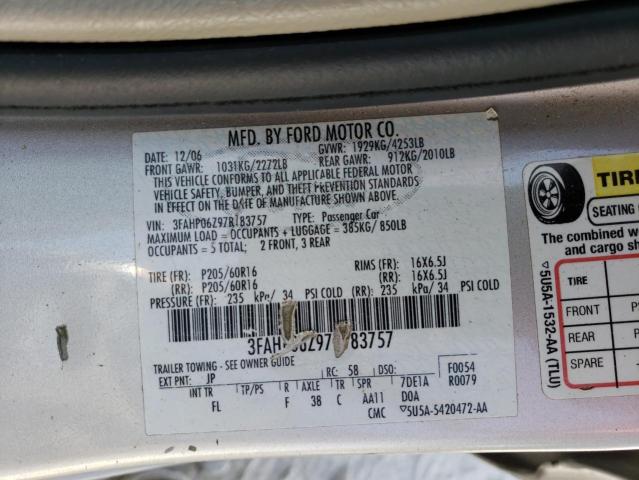 MFD. BY FORD MOTOR CO.
DATE: 12/06 GVWR: 1929KG/4253LB
FRONT GAWR: 1031KG/2272LB REAR GAWR: 912KG/2010LB
THIS VEHICLE CONFORMS TO ALL APPLICABLE FEDERAL MOTOR
VEHICLE SAFETY, BUMPER, AND THEFT PREVENTION STANDARDS
IN EFFECT ON THE DATE OF MANUFACTURE SHOWN ABOVE.
VIN: 3FAHP06Z97R183757 TYPE: Passenger Car
MAXIMUM LOAD = OCCUPANTS + LUGGAGE = 385KG/ 850LB
OCCUPANTS = 5 TOTAL; 2 FRONT, 3 REAR
TIRE (FR): P205/60R16 RIMS (FR): 16X6.5J
(RR): P205/60R16 (RR): 16X6.5J
PRESSURE (FR): 235 kPa/ 34 PSI COLD (RR): 235 kPa/ 34 PSI COLD
3FAH 06Z97 83757
TRAILER TOWING - SEE OWNER GUIDE
EXT PNT: JP RC: 58 DSO: F0054
INT TR TP/PS R AXLE TR SPR 7DE1A R0079
FL F 38 C AA11 D0A
CMC ▽5U5A-5420472-AA
▽5U5A-1532-AA (TLU)
TIRE
SEATING
The combined w
and cargo sh
TIRE
FRONT P
REAR P
SPARE